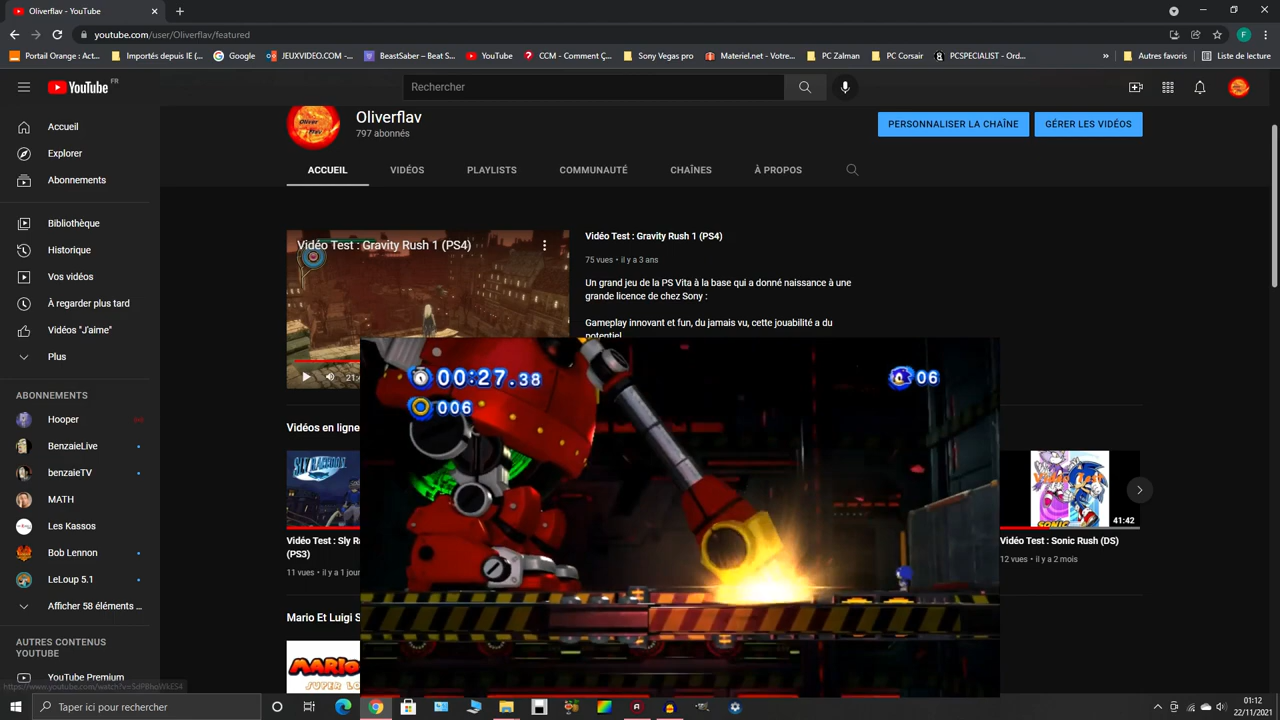 Oliverflav
youtube.com/user/Oliverflav/featured
Portail Orange : Act...
Importés depuis IE (...
Google
JEUXVIDEO.COM -...
BeastSaber – Beat S...
YouTube
CCM - Comment Ç...
Sony Vegas pro
Materiel.net - Votre...
PC Zalman
PC Corsair
PCSPECIALIST - Ord...
»
Autres favoris
Liste de lecture
YouTube FR
Rechercher
Accueil
Explorer
Abonnements
Bibliothèque
Historique
Vos vidéos
À regarder plus tard
Vidéos "J'aime"
Plus
ABONNEMENTS
Hooper
BenzaieLive
benzaieTV
MATH
Les Kassos
Bob Lennon
LeLoup 5.1
Afficher 58 éléments ...
AUTRES CONTENUS
YOUTUBE
YouTube Premium
Oliverflav
797 abonnés
PERSONNALISER LA CHAÎNE
GÉRER LES VIDÉOS
ACCUEIL
VIDÉOS
PLAYLISTS
COMMUNAUTÉ
CHAÎNES
À PROPOS
Vidéo Test : Gravity Rush 1 (PS4)
21:4
Vidéo Test : Gravity Rush 1 (PS4)
75 vues • il y a 3 ans
Un grand jeu de la PS Vita à la base qui a donné naissance à une
grande licence de chez Sony :
Gameplay innovant et fun, du jamais vu, cette jouabilité a du
potentiel
00:27.38
006
06
Vidéos en ligne
Vidéo Test : Sly Ra
(PS3)
11 vues • il y a 1 jour
41:42
Vidéo Test : Sonic Rush (DS)
12 vues • il y a 2 mois
Mario Et Luigi S
MARIO
Taper ici pour rechercher
01:12
22/11/2021